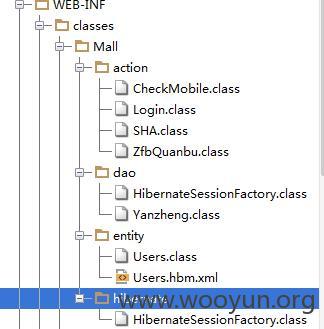 WEB-INF
classes
Mall
action
CheckMobile.class
Login.class
SHA.class
ZfbQuanbu.class
dao
HibernateSessionFactory.class
Yanzheng.class
entity
Users.class
Users.hbm.xml
hibernate
www.wooyun.org
HibernateSessionFactory.class